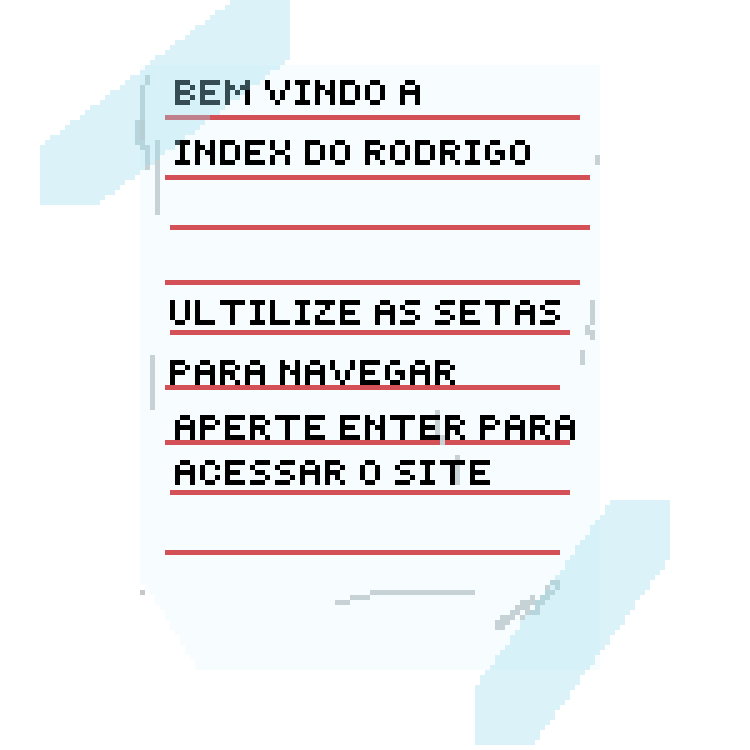 BEM VINDO A
INDEX DO RODRIGO
ULTILIZE AS SETAS
PARA NAVEGAR
APERTE ENTER PARA
ACESSAR O SITE